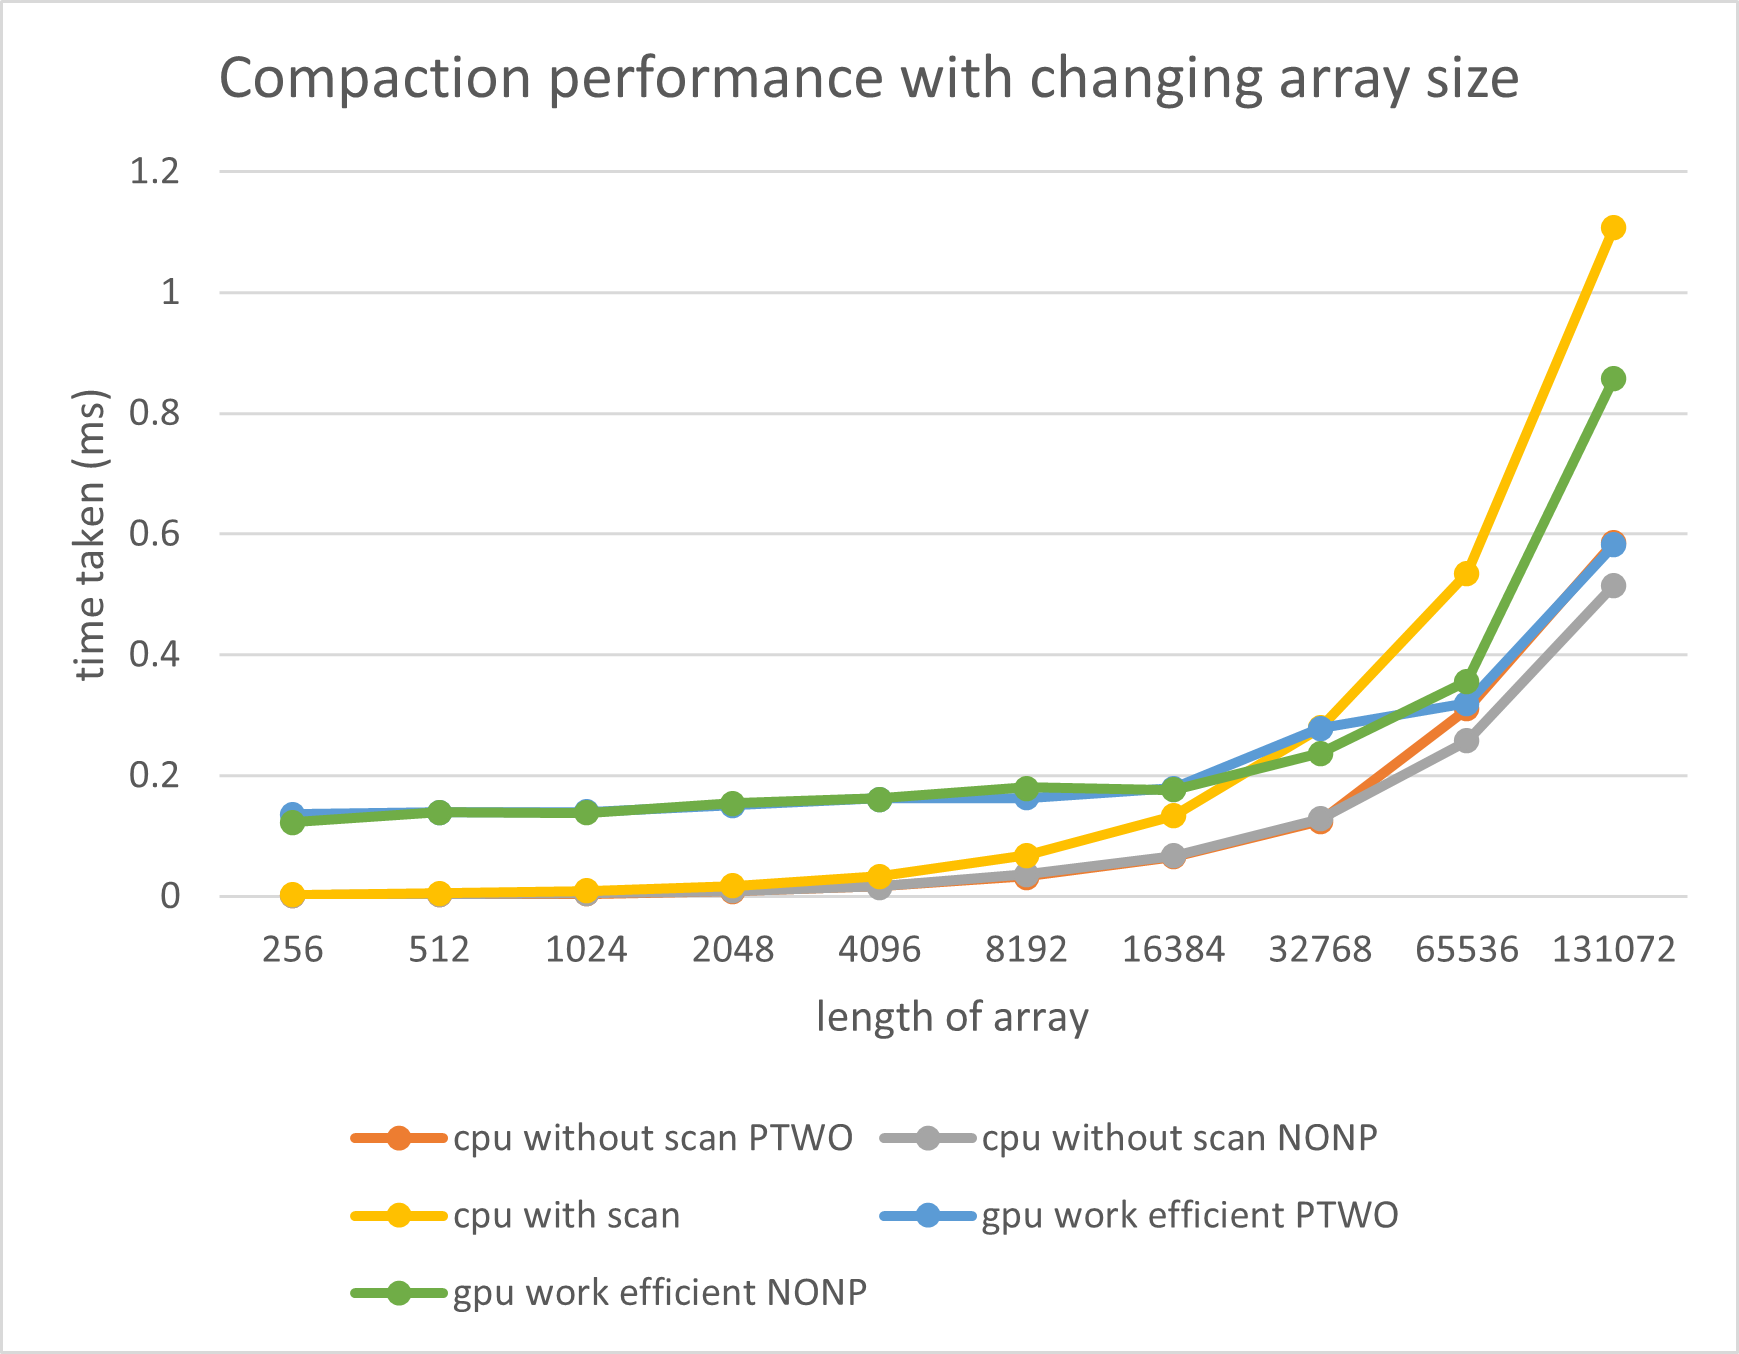 Compaction performance with changing array size
1.2
1
0.8
0.6
0.4
0.2
0
time taken (ms)
256 512 1024 2048 4096 8192 16384 32768 65536 131072
length of array
cpu without scan PTWO cpu without scan NONP
cpu with scan gpu work efficient PTWO
gpu work efficient NONP